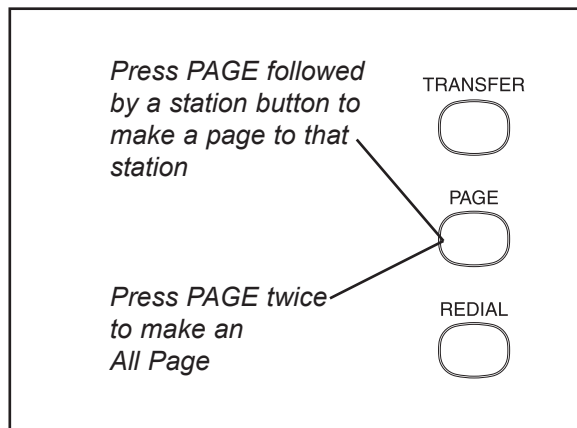 Press PAGE followed
by a station button to
make a page to that
station
TRANSFER
PAGE
Press PAGE twice
to make an
All Page
REDIAL